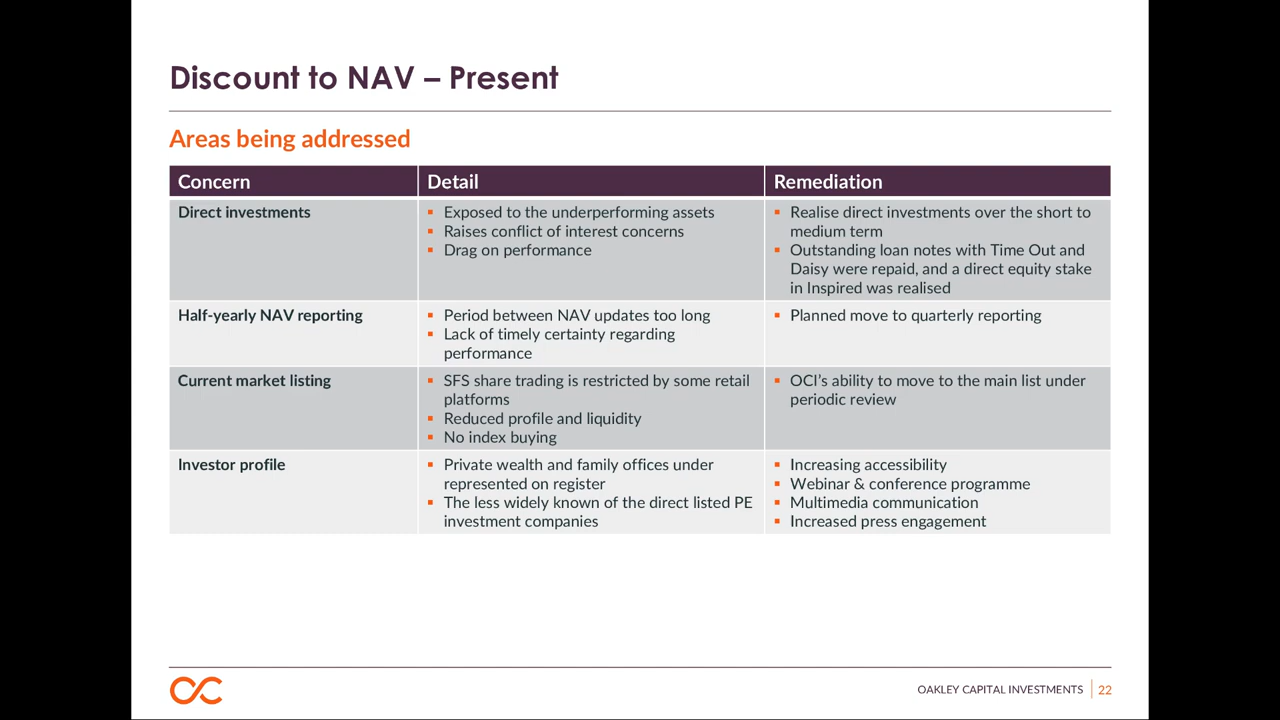 Discount to NAV – Present
Areas being addressed
Concern
Detail
Remediation
Direct investments
▪ Exposed to the underperforming assets
▪ Raises conflict of interest concerns
▪ Drag on performance
▪ Realise direct investments over the short to
medium term
▪ Outstanding loan notes with Time Out and
Daisy were repaid, and a direct equity stake
in Inspired was realised
Half-yearly NAV reporting
▪ Period between NAV updates too long
▪ Lack of timely certainty regarding
performance
▪ Planned move to quarterly reporting
Current market listing
▪ SFS share trading is restricted by some retail
platforms
▪ Reduced profile and liquidity
▪ No index buying
▪ OCI’s ability to move to the main list under
periodic review
Investor profile
▪ Private wealth and family offices under
represented on register
▪ The less widely known of the direct listed PE
investment companies
▪ Increasing accessibility
▪ Webinar & conference programme
▪ Multimedia communication
▪ Increased press engagement
OAKLEY CAPITAL INVESTMENTS | 22